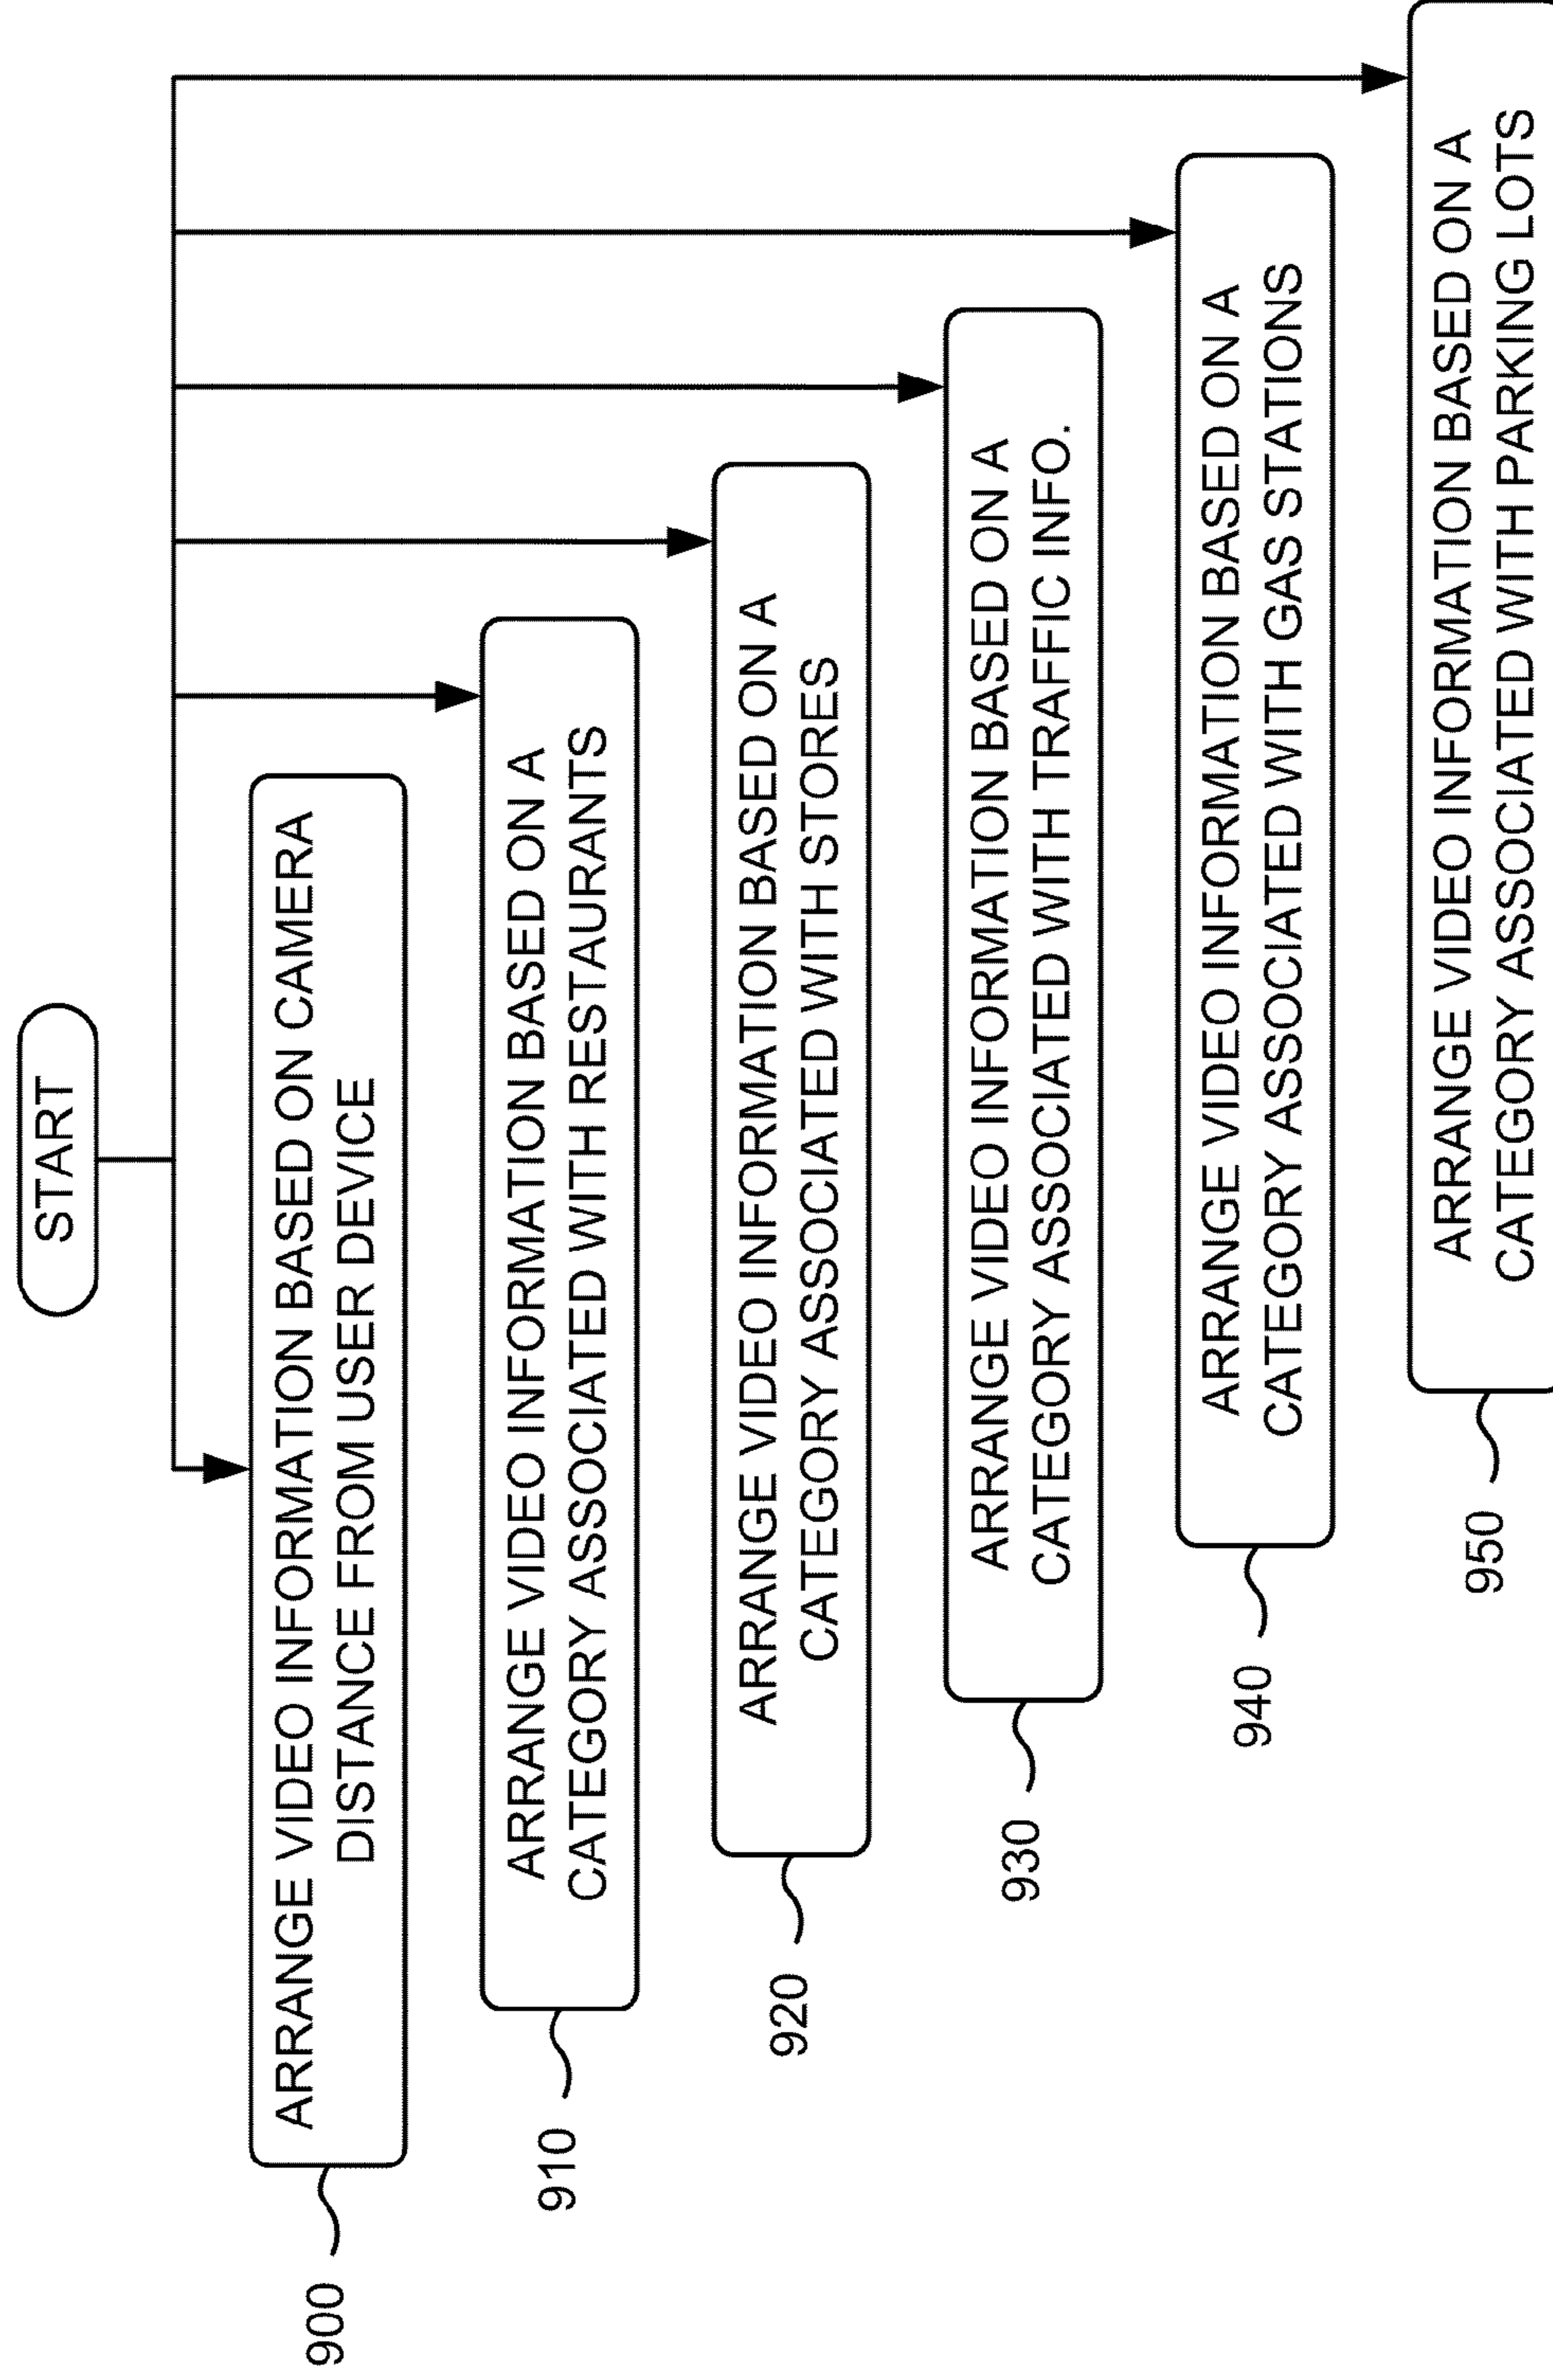 START
ARRANGE VIDEO INFORMATION BASED ON CAMERA
DISTANCE FROM USER DEVICE
900
ARRANGE VIDEO INFORMATION BASED ON A
CATEGORY ASSOCIATED WITH RESTAURANTS
910
ARRANGE VIDEO INFORMATION BASED ON A
CATEGORY ASSOCIATED WITH STORES
920
ARRANGE VIDEO INFORMATION BASED ON A
CATEGORY ASSOCIATED WITH TRAFFIC INFO.
930
ARRANGE VIDEO INFORMATION BASED ON A
CATEGORY ASSOCIATED WITH GAS STATIONS
940
ARRANGE VIDEO INFORMATION BASED ON A
CATEGORY ASSOCIATED WITH PARKING LOTS
950